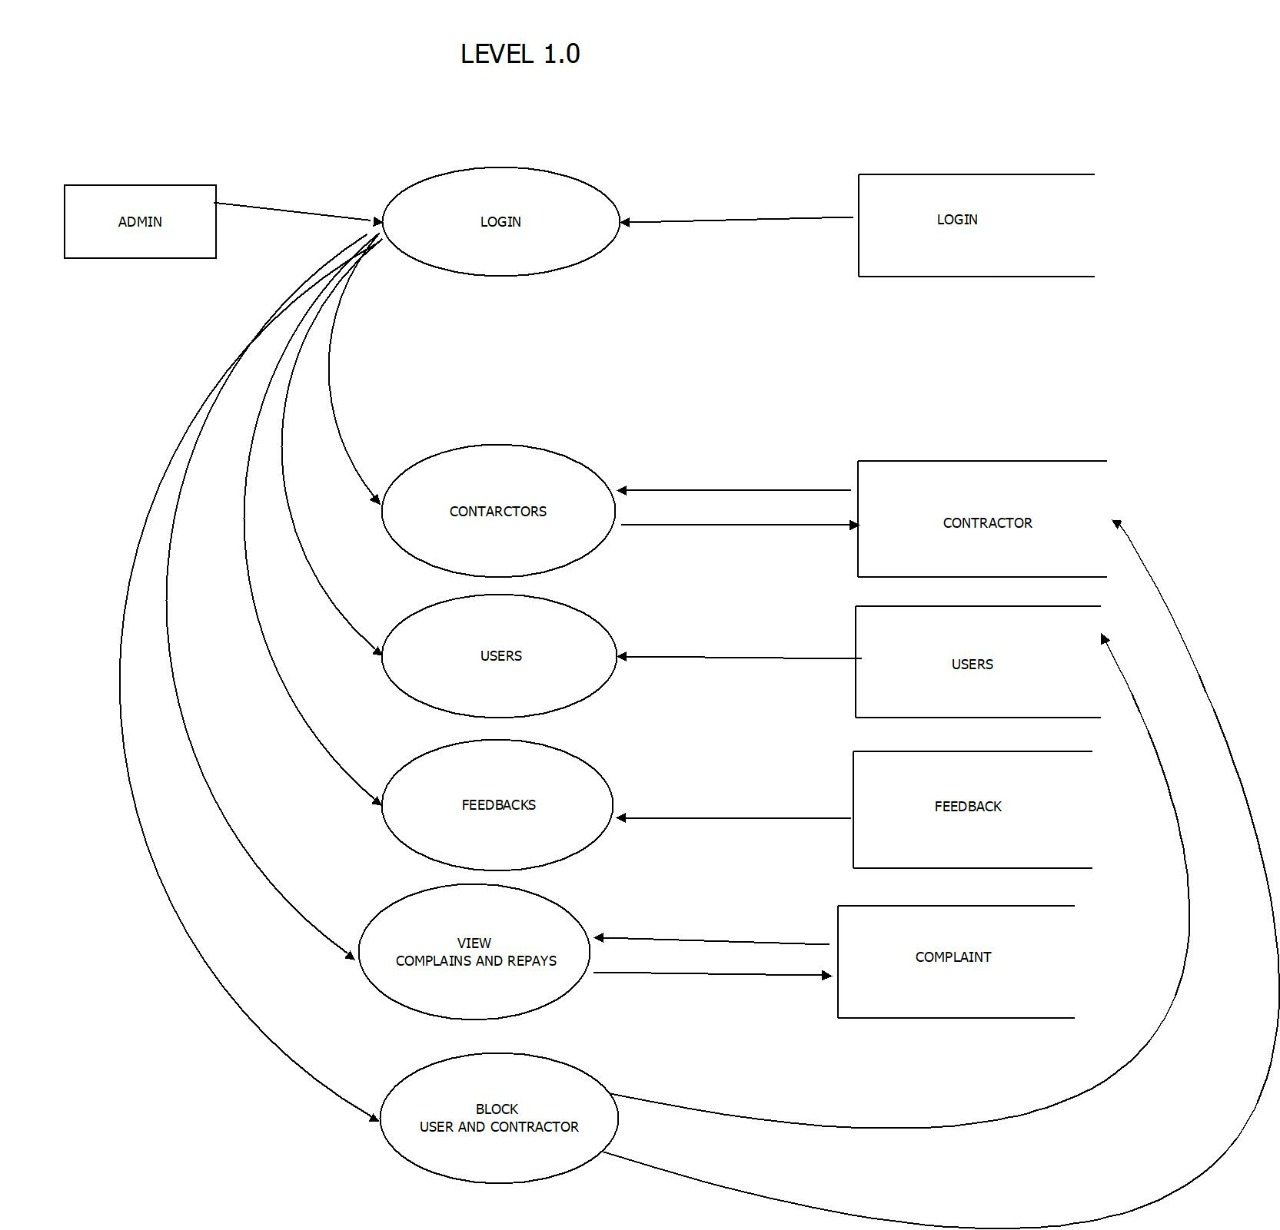 LEVEL 1.0
ADMIN
LOGIN
LOGIN
CONTARCTORS
CONTRACTOR
USERS
USERS
FEEDBACKS
FEEDBACK
VIEW
COMPLAINS AND REPAYS
COMPLAINT
BLOCK
USER AND CONTRACTOR